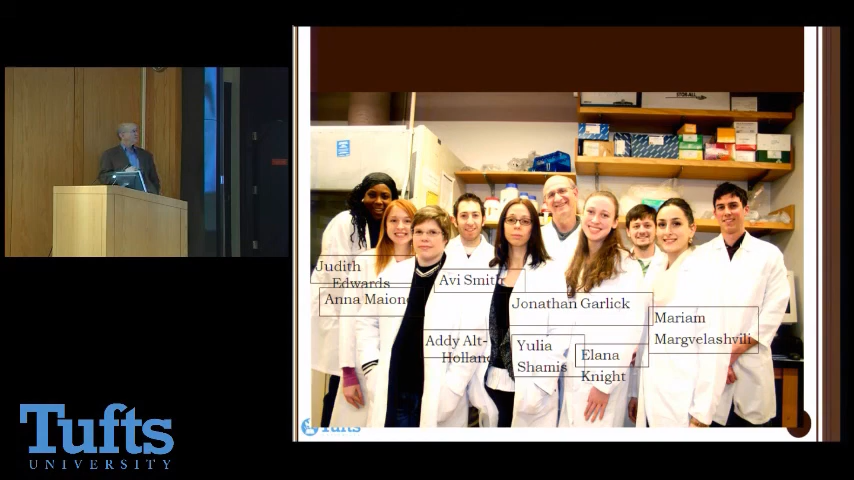 Judith
Edwards
Anna Maione
Avi Smith
Jonathan Garlick
Mariam
Margvelashvili
Addy Alt-
Holland
Yulia
Shamis
Elana
Knight
Tufts
Tufts
UNIVERSITY